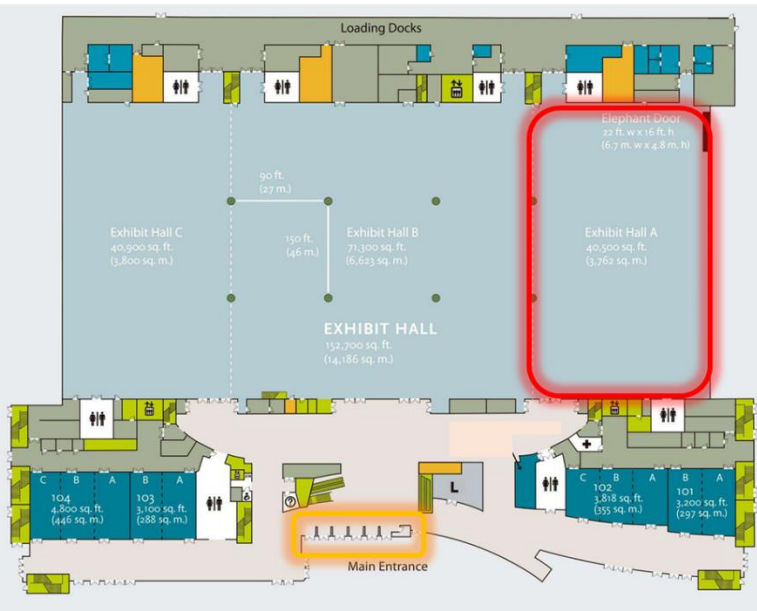 Loading Docks
Elephant Door
22 ft. w x 16 ft. h
(6.7 m. w x 4.8 m. h)
90 ft.
(27 m.)
Exhibit Hall C
40,900 sq. ft.
(3,800 sq. m.)
150 ft.
(46 m.)
Exhibit Hall B
71,300 sq. ft.
(6,623 sq. m.)
Exhibit Hall A
40,500 sq. ft.
(3,762 sq. m.)
EXHIBIT HALL
152,700 sq. ft.
(14,186 sq. m.)
C B A B A
104
4,800 sq. ft.
(446 sq. m.)
103
3,100 sq. ft.
(288 sq. m.)
?
L
C B A B A
102
3,818 sq. ft.
(355 sq. m.)
101
3,200 sq. ft.
(297 sq. m.)
Main Entrance